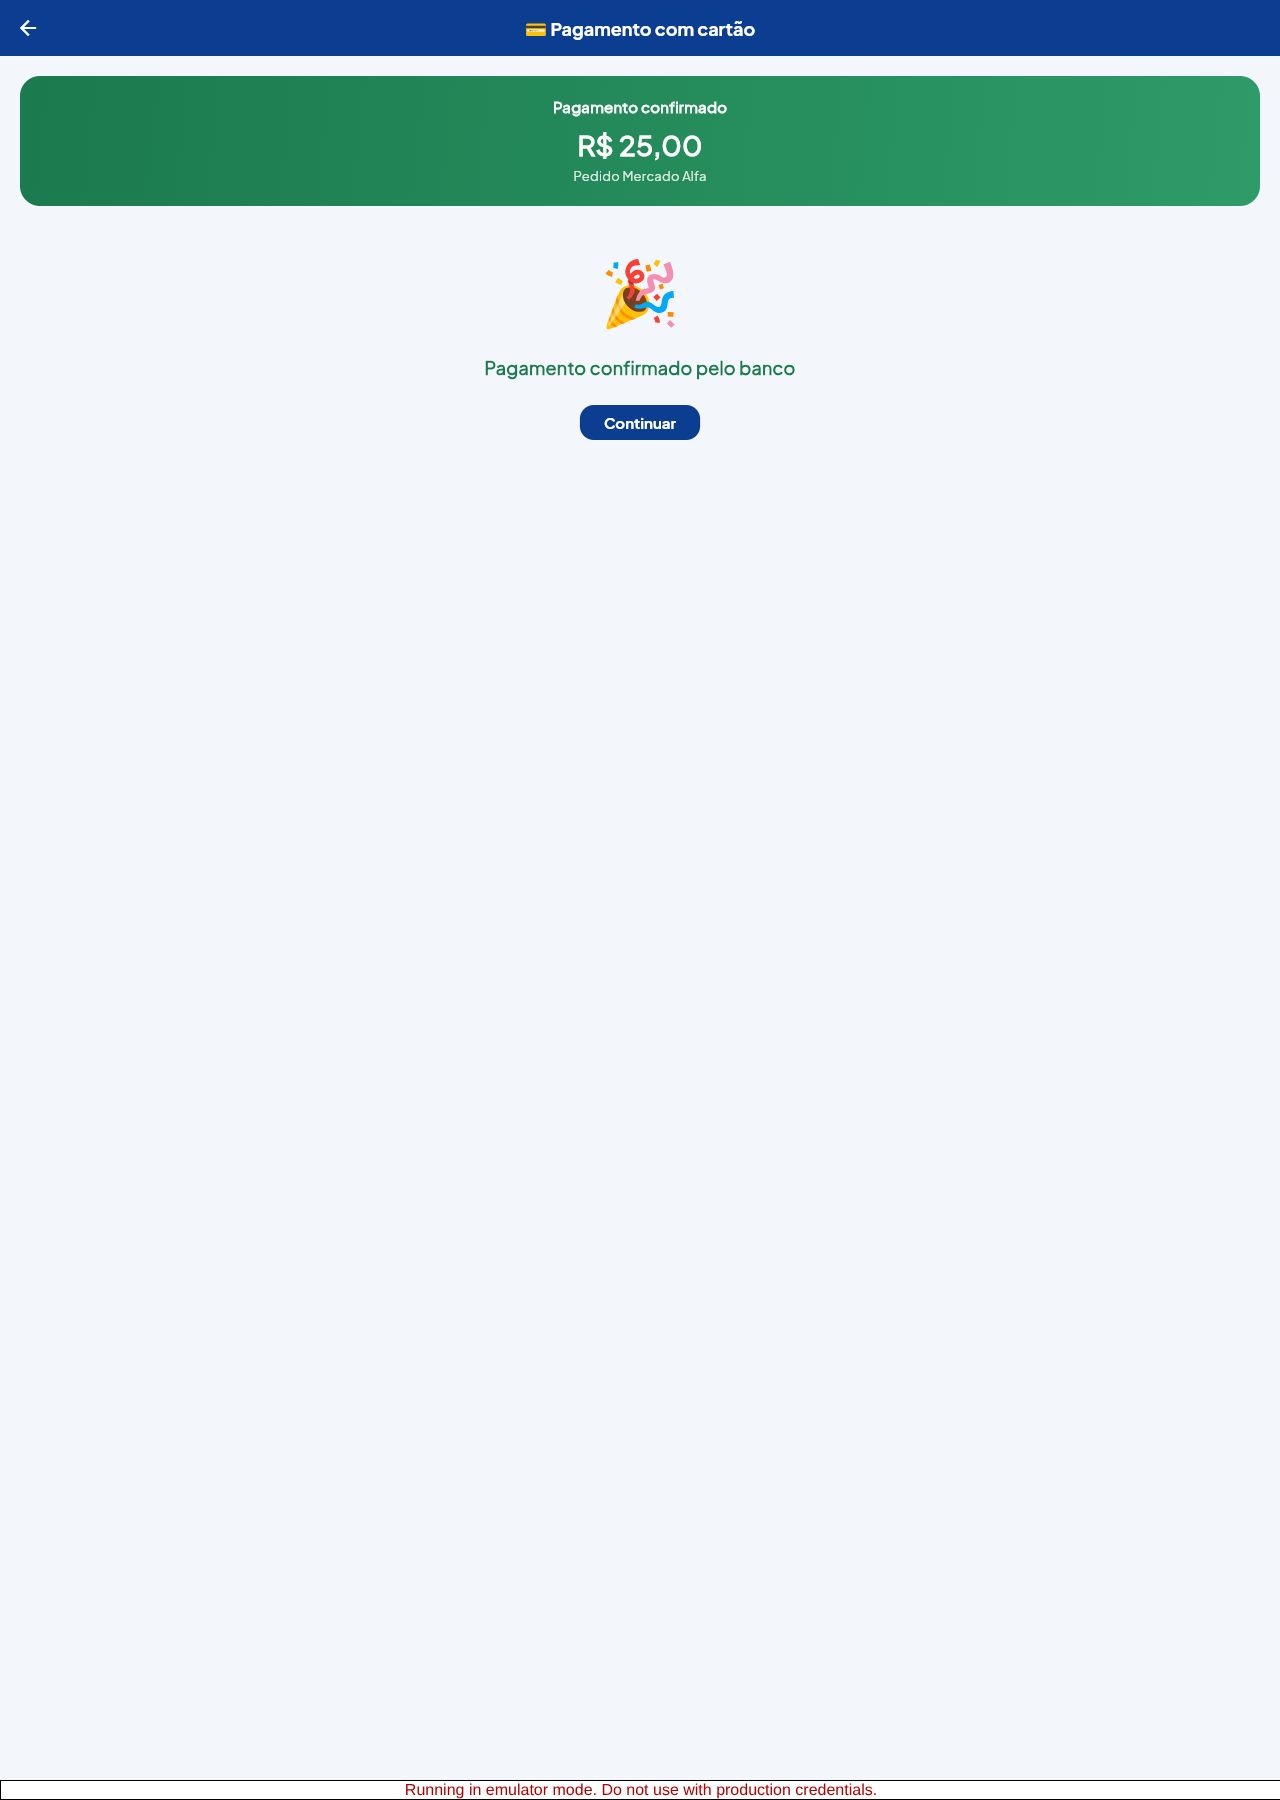 💳 Pagamento com cartão
Pagamento confirmado
R$ 25,00
Pedido Mercado Alfa
Pagamento confirmado pelo banco
Continuar
Running in emulator mode. Do not use with production credentials.